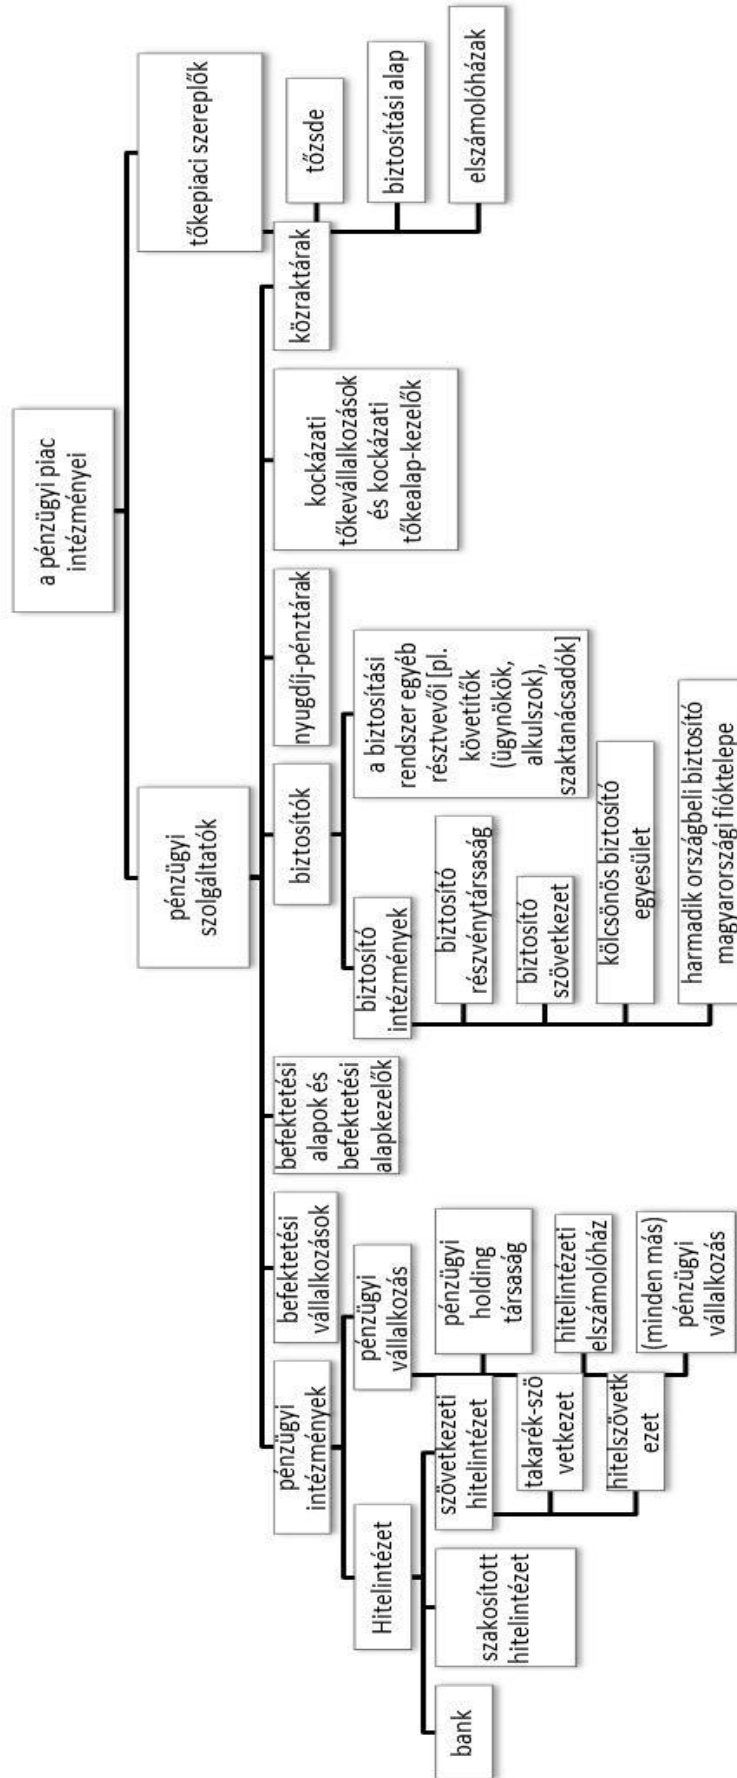 a pénzügyi piac
intézményei
pénzügyi
szolgáltatók
tőkepiaci szereplők
pénzügyi
intézmények
befektetési
vállalkozások
befektetési
alapok és
befektetési
alapkezelők
biztosítók
nyugdíj-pénztárak
kockázati
tőkevállalkozások
és kockázati
tőkealap-kezelők
közraktárak
tőzsde
biztosítási alap
elszámolóházak
Hitelintézet
pénzügyi
vállalkozás
biztosító
intézmények
a biztosítási
rendszer egyéb
résztvevői [pl.
követítők
(ügynökök,
alkulszok),
szaktanácsadók]
bank
szakosított
hitelintézet
szövetkezeti
hitelintézet
takarék-szö
vetkezet
hitelszövetk
ezet
pénzügyi
holding
társaság
hitelintézeti
elszámolóház
(minden más)
pénzügyi
vállalkozás
biztosító
részvénytársaság
biztosító
szövetkezet
kölcsönös biztosító
egyesület
harmadik országbeli biztosító
magyarországi fióktelepe